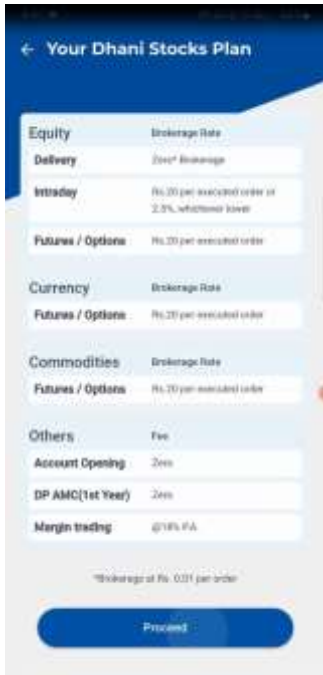 ← Your Dhani Stocks Plan
Equity Brokerage Rate
Delivery Zero* Brokerage
Intraday Rs.20 per executed order or
2.5%, whichever lower
Futures / Options Rs.20 per executed order
Currency Brokerage Rate
Futures / Options Rs.20 per executed order
Commodities Brokerage Rate
Futures / Options Rs.20 per executed order
Others Fee
Account Opening Zero
DP AMC(1st Year) Zero
Margin trading @18% P.A
*Brokerage at Rs. 0.01 per order
Proceed